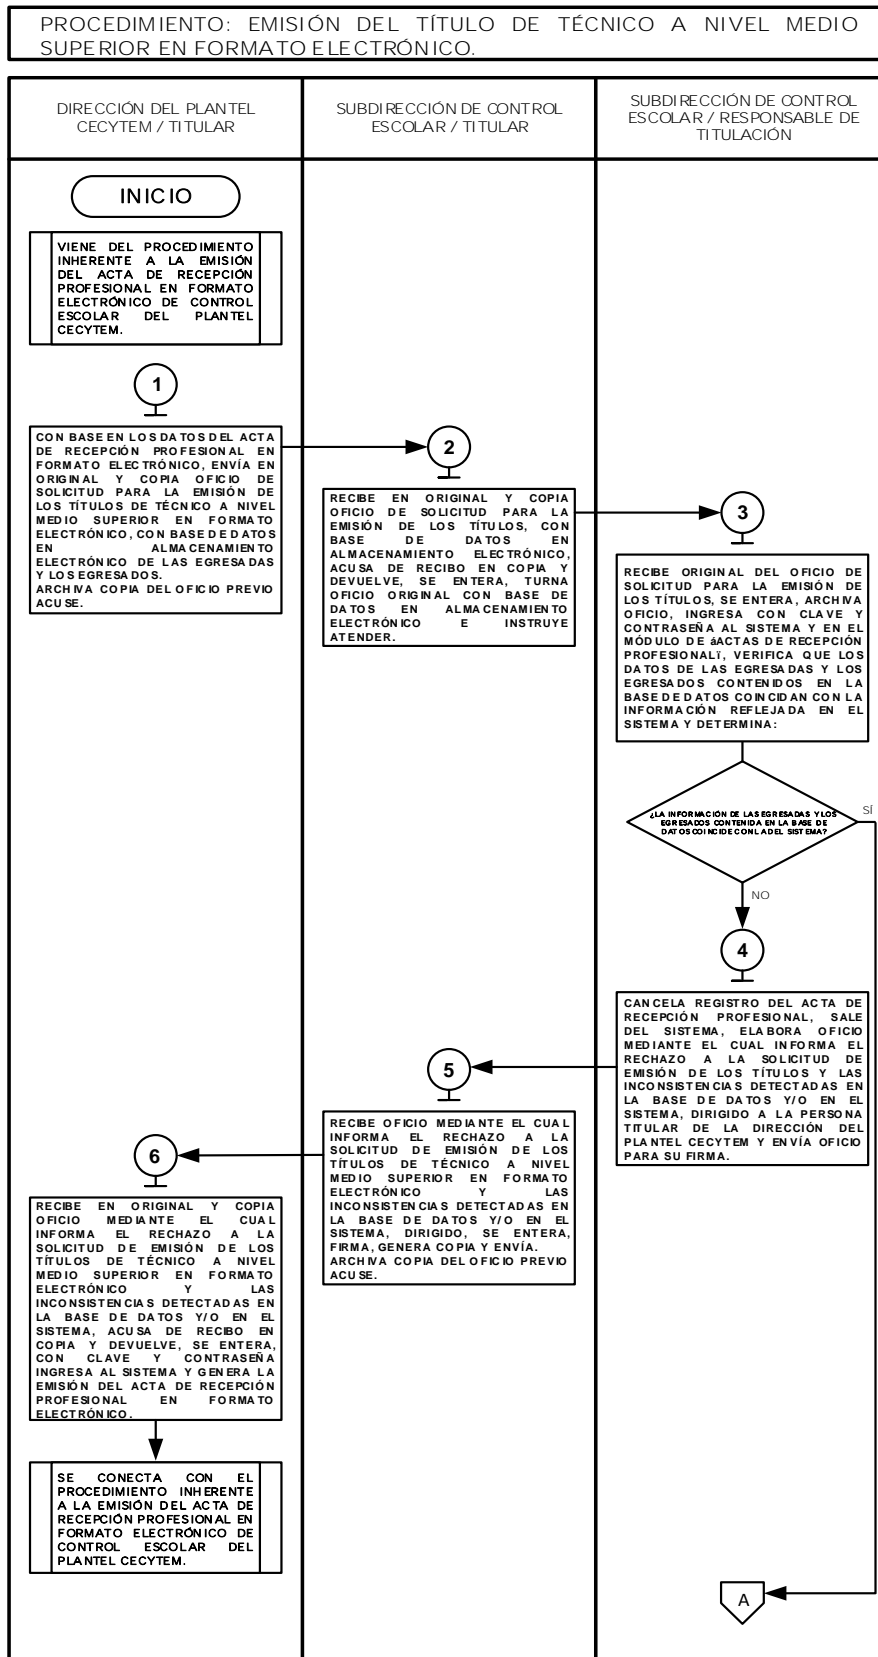 PROCEDIMIENTO: EMISIÓN DEL TÍTULO DE TÉCNICO A NIVEL MEDIO
SUPERIOR EN FORMATO ELECTRÓNICO.
DIRECCIÓN DEL PLANTEL
CECYTEM / TITULAR
SUBDIRECCIÓN DE CONTROL
ESCOLAR / TITULAR
SUBDIRECCIÓN DE CONTROL
ESCOLAR / RESPONSABLE DE
TITULACIÓN
INICIO
VIENE DEL PROCEDIMIENTO
INHERENTE A LA EMISIÓN
DEL ACTA DE RECEPCIÓN
PROFESIONAL EN FORMATO
ELECTRÓNICO DE CONTROL
ESCOLAR DEL PLANTEL
CECYTEM.
1
CON BASE EN LOS DATOS DEL ACTA
DE RECEPCIÓN PROFESIONAL EN
FORMATO ELECTRÓNICO, ENVÍA EN
ORIGINAL Y COPIA OFICIO DE
SOLICITUD PARA LA EMISIÓN DE
LOS TÍTULOS DE TÉCNICO A NIVEL
MEDIO SUPERIOR EN FORMATO
ELECTRÓNICO, CON BASE DE DATOS
EN ALMACENAMIENTO
ELECTRÓNICO DE LAS EGRESADAS
Y LOS EGRESADOS.
ARCHIVA COPIA DEL OFICIO PREVIO
ACUSE.
2
RECIBE EN ORIGINAL Y COPIA
OFICIO DE SOLICITUD PARA LA
EMISIÓN DE LOS TÍTULOS, CON
BASE DE DATOS EN
ALMACENAMIENTO ELECTRÓNICO,
ACUSA DE RECIBO EN COPIA Y
DEVUELVE, SE ENTERA, TURNA
OFICIO ORIGINAL CON BASE DE
DATOS EN ALMACENAMIENTO
ELECTRÓNICO E INSTRUYE
ATENDER.
3
RECIBE ORIGINAL DEL OFICIO DE
SOLICITUD PARA LA EMISIÓN DE
LOS TÍTULOS, SE ENTERA, ARCHIVA
OFICIO, INGRESA CON CLAVE Y
CONTRASEÑA AL SISTEMA Y EN EL
MÓDULO DE áACTAS DE RECEPCIÓN
PROFESIONALï, VERIFICA QUE LOS
DATOS DE LAS EGRESADAS Y LOS
EGRESADOS CONTENIDOS EN LA
BASE DE DATOS COINCIDAN CON LA
INFORMACIÓN REFLEJADA EN EL
SISTEMA Y DETERMINA:
¿LA INFORMACIÓN DE LAS EGRESADAS Y LOS
EGRESADOS CONTENIDA EN LA BASE DE
DATOS COINCIDE CON LA DEL SISTEMA?
SÍ
NO
4
CANCELA REGISTRO DEL ACTA DE
RECEPCIÓN PROFESIONAL, SALE
DEL SISTEMA, ELABORA OFICIO
MEDIANTE EL CUAL INFORMA EL
RECHAZO A LA SOLICITUD DE
EMISIÓN DE LOS TÍTULOS Y LAS
INCONSISTENCIAS DETECTADAS EN
LA BASE DE DATOS Y/O EN EL
SISTEMA, DIRIGIDO A LA PERSONA
TITULAR DE LA DIRECCIÓN DEL
PLANTEL CECYTEM Y ENVÍA OFICIO
PARA SU FIRMA.
5
RECIBE OFICIO MEDIANTE EL CUAL
INFORMA EL RECHAZO A LA
SOLICITUD DE EMISIÓN DE LOS
TÍTULOS DE TÉCNICO A NIVEL
MEDIO SUPERIOR EN FORMATO
ELECTRÓNICO Y LAS
INCONSISTENCIAS DETECTADAS EN
LA BASE DE DATOS Y/O EN EL
SISTEMA, DIRIGIDO, SE ENTERA,
FIRMA, GENERA COPIA Y ENVÍA.
ARCHIVA COPIA DEL OFICIO PREVIO
ACUSE.
6
RECIBE EN ORIGINAL Y COPIA
OFICIO MEDIANTE EL CUAL
INFORMA EL RECHAZO A LA
SOLICITUD DE EMISIÓN DE LOS
TÍTULOS DE TÉCNICO A NIVEL
MEDIO SUPERIOR EN FORMATO
ELECTRÓNICO Y LAS
INCONSISTENCIAS DETECTADAS EN
LA BASE DE DATOS Y/O EN EL
SISTEMA, ACUSA DE RECIBO EN
COPIA Y DEVUELVE, SE ENTERA,
CON CLAVE Y CONTRASEÑA
INGRESA AL SISTEMA Y GENERA LA
EMISIÓN DEL ACTA DE RECEPCIÓN
PROFESIONAL EN FORMATO
ELECTRÓNICO.
SE CONECTA CON EL
PROCEDIMIENTO INHERENTE
A LA EMISIÓN DEL ACTA DE
RECEPCIÓN PROFESIONAL EN
FORMATO ELECTRÓNICO DE
CONTROL ESCOLAR DEL
PLANTEL CECYTEM.
A